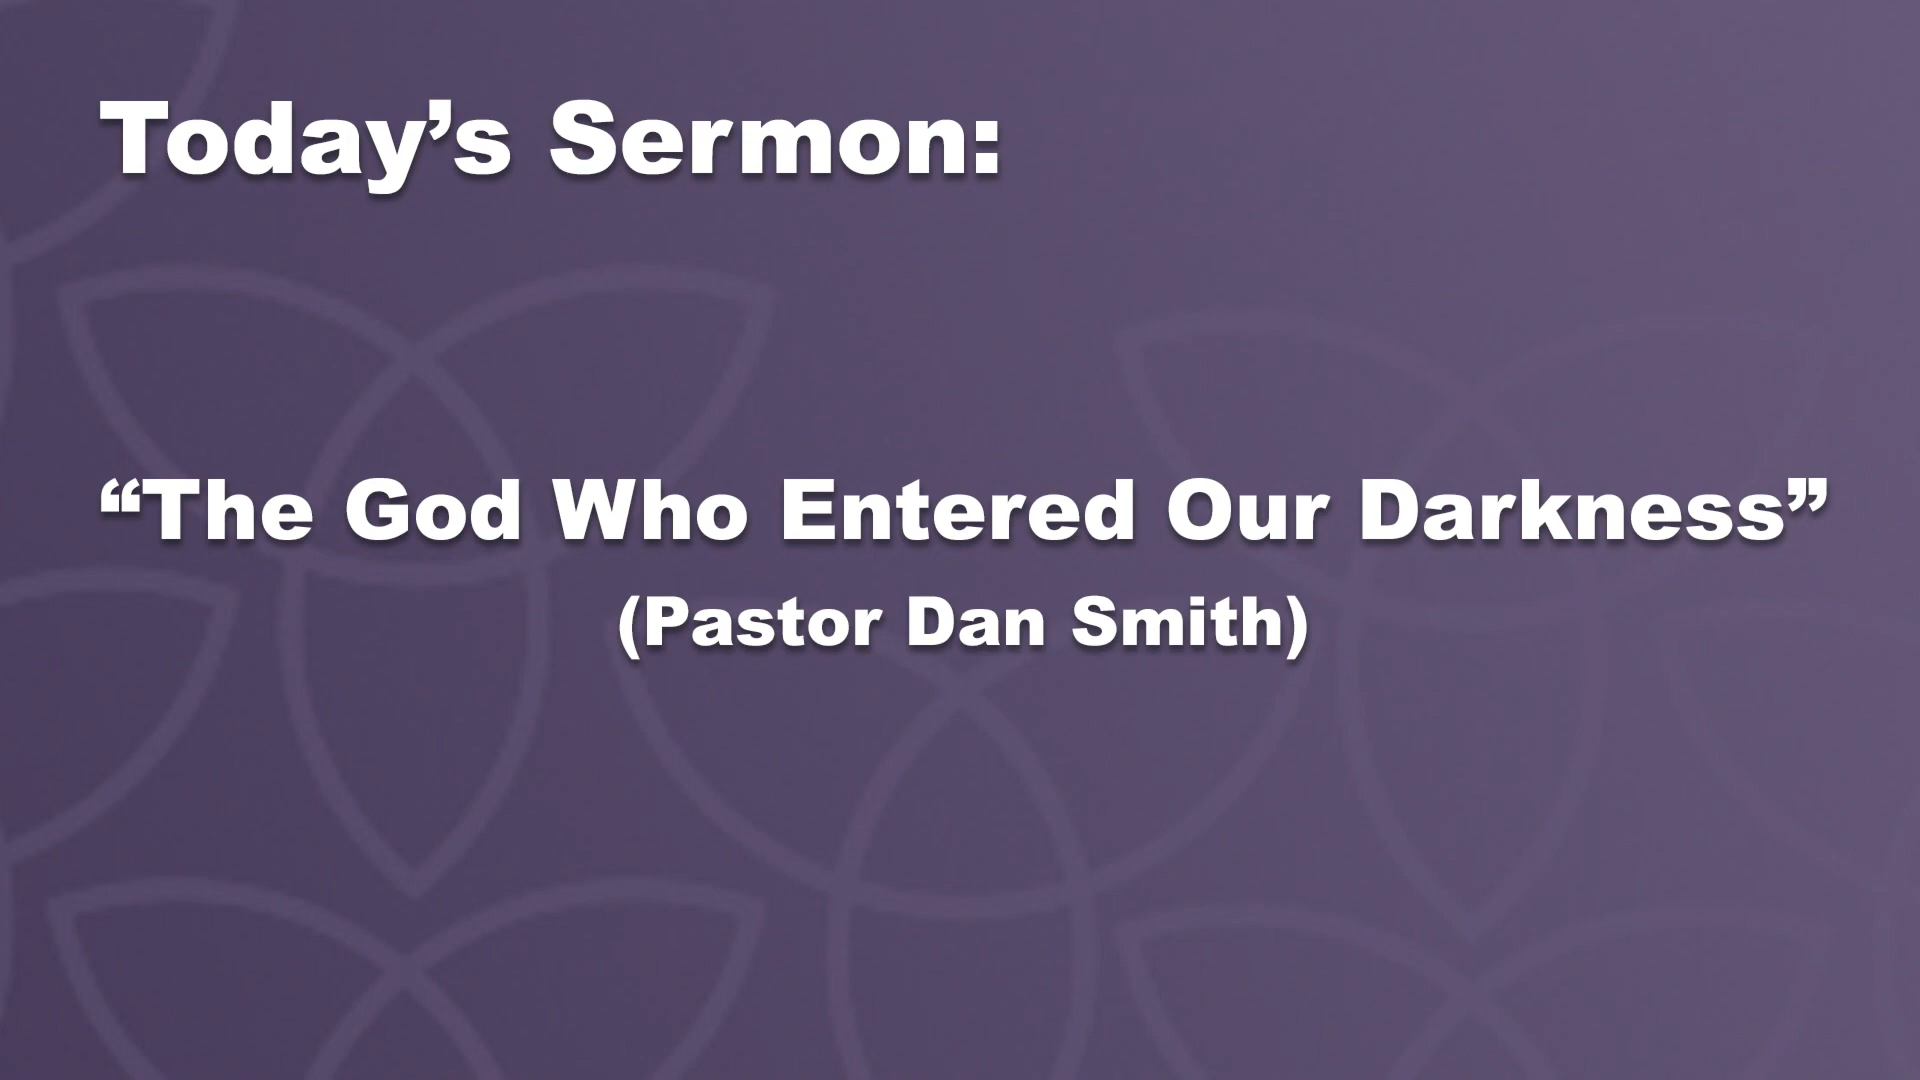 Today’s Sermon:
“The God Who Entered Our Darkness”
(Pastor Dan Smith)